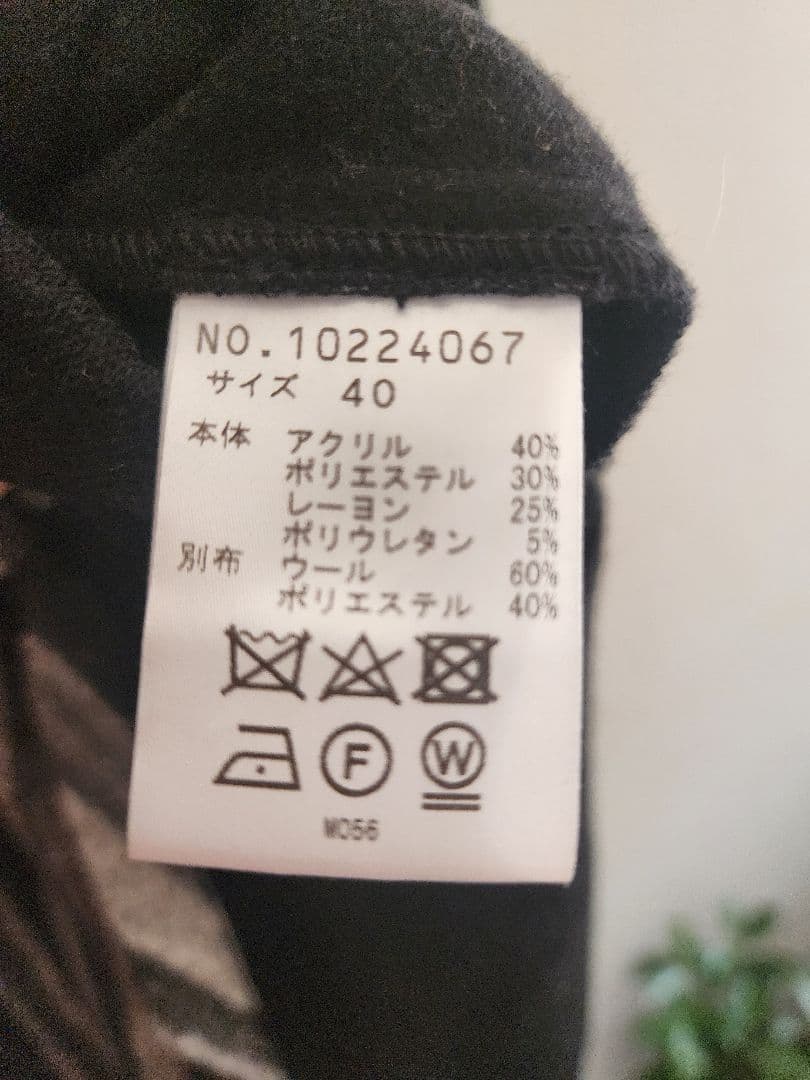 NO.10224067
サイズ 40
本体 アクリル 40%
ポリエステル 30%
レーヨン 25%
ポリウレタン 5%
別布 ウール 60%
ポリエステル 40%
F W
M056